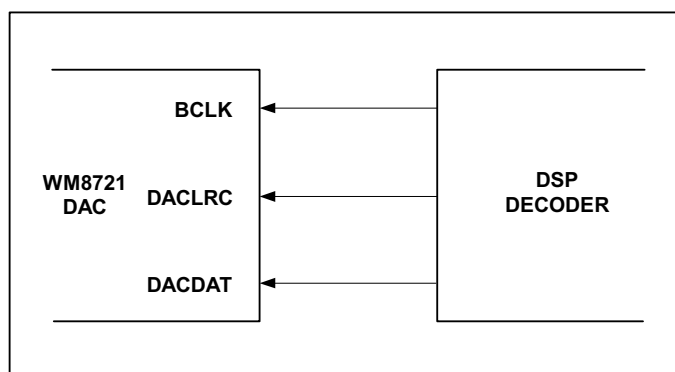 BCLK
WM8721
DAC
DACLRC
DACDAT
DSP
DECODER